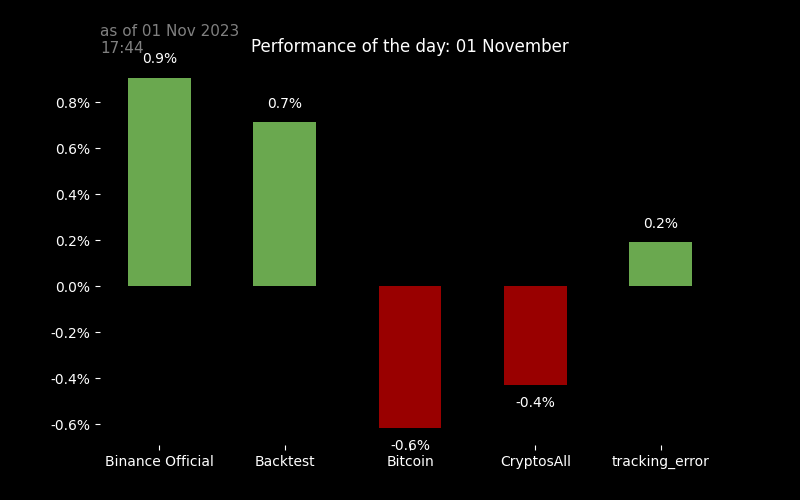 as of 01 Nov 2023
17:44
Performance of the day: 01 November
0.9%
0.7%
-0.6%
-0.4%
0.2%
0.8%
0.6%
0.4%
0.2%
0.0%
-0.2%
-0.4%
-0.6%
Binance Official
Backtest
Bitcoin
CryptosAll
tracking_error